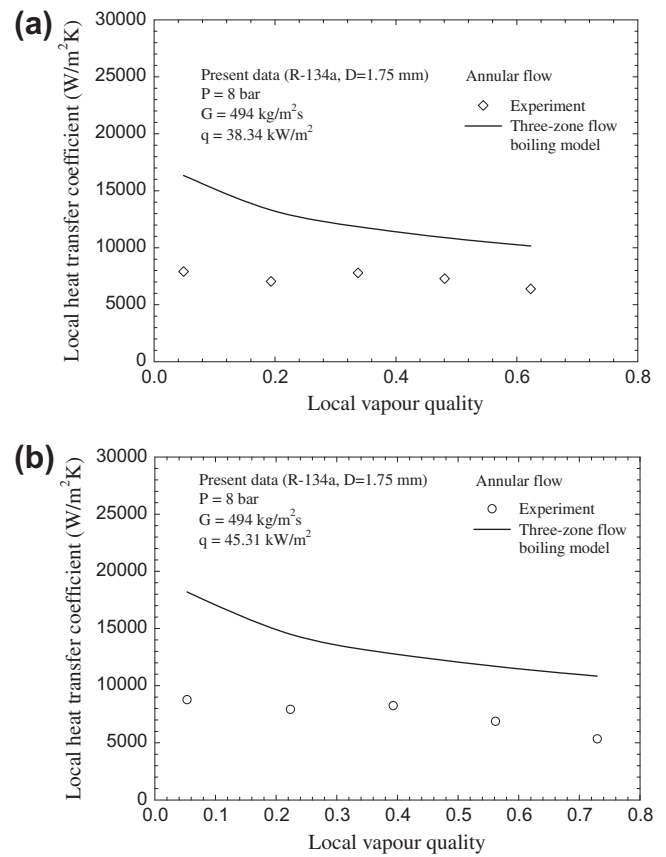 (a)
Local heat transfer coefficient (W/m²K)
30000
25000
20000
15000
10000
5000
0
Present data (R-134a, D=1.75 mm)
P = 8 bar
G = 494 kg/m²s
q = 38.34 kW/m²
Annular flow
Experiment
Three-zone flow
boiling model
0.0 0.2 0.4 0.6 0.8
Local vapour quality
(b)
Local heat transfer coefficient (W/m²K)
30000
25000
20000
15000
10000
5000
0
Present data (R-134a, D=1.75 mm)
P = 8 bar
G = 494 kg/m²s
q = 45.31 kW/m²
Annular flow
Experiment
Three-zone flow
boiling model
0.0 0.1 0.2 0.3 0.4 0.5 0.6 0.7 0.8
Local vapour quality